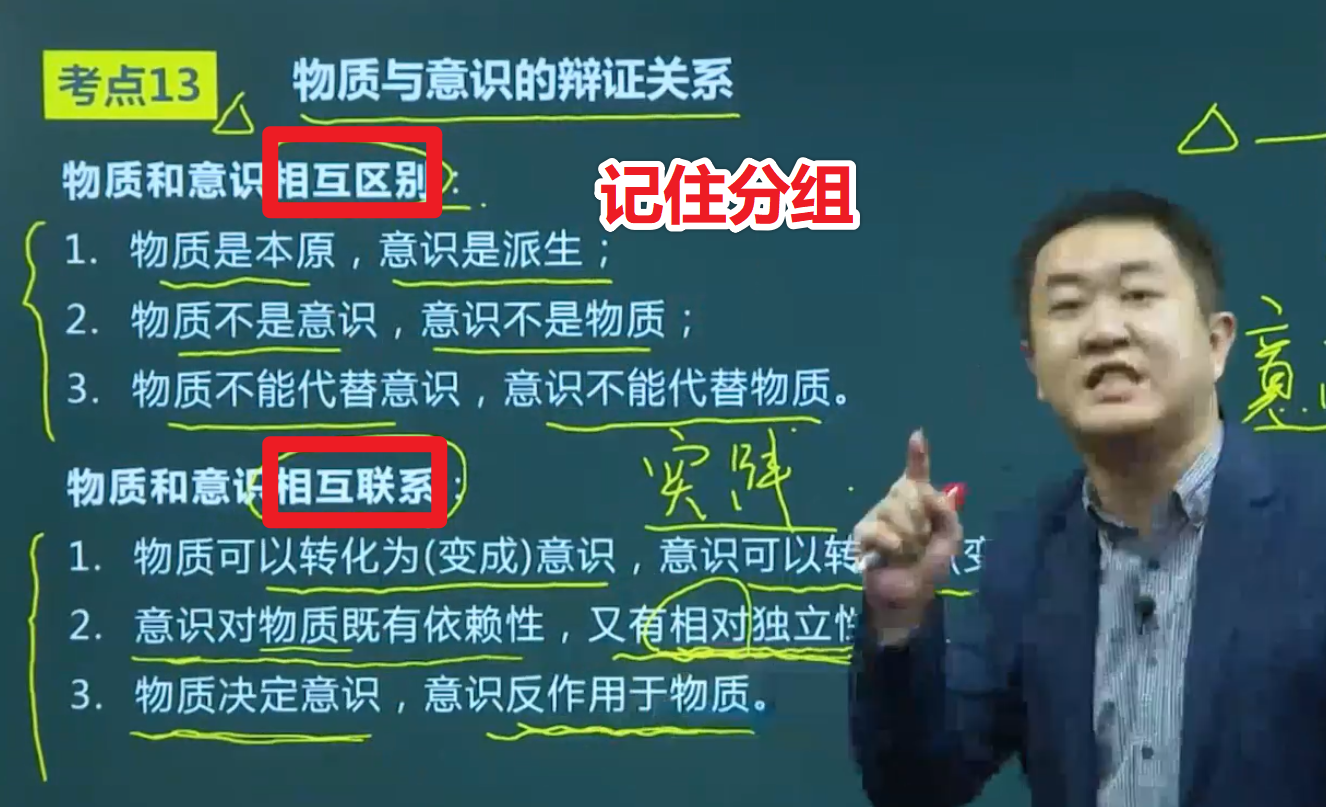 考点13 物质与意识的辩证关系
物质和意识相互区别：
记住分组
1. 物质是本原，意识是派生；
2. 物质不是意识，意识不是物质；
3. 物质不能代替意识，意识不能代替物质。
物质和意识相互联系：
实践
1. 物质可以转化为(变成)意识，意识可以转
2. 意识对物质既有依赖性，又有相对独立性
3. 物质决定意识，意识反作用于物质。
意